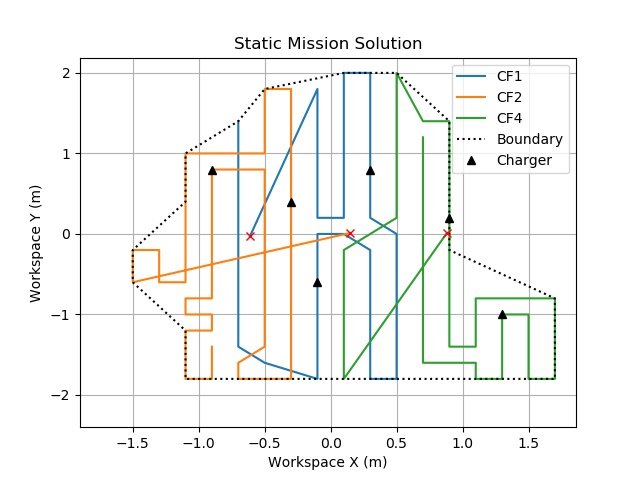 Static Mission Solution
CF1
CF2
CF4
Boundary
Charger
Workspace Y (m)
2
1
0
−1
−2
−1.5
−1.0
−0.5
0.0
0.5
1.0
1.5
Workspace X (m)